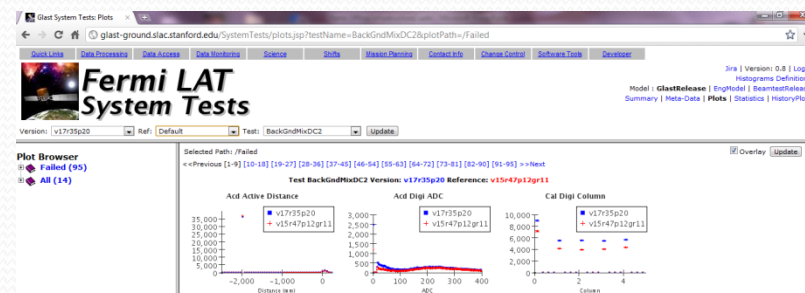 Glast System Tests: Plots
glast-ground.slac.stanford.edu/SystemTests/plots.jsp?testName=BackGndMixDC2&plotPath=/Failed
Quick Links Data Processing Data Access Data Monitoring Science Shifts Mission Planning Contact Info Change Control Software Tools Developer
Fermi LAT
System Tests
Jira | Version: 0.8 | Log
Histograms Definition
Model : GlastRelease | EngModel | BeamtestRelea
Summary | Meta-Data | Plots | Statistics | HistoryPlo
Version: v17r35p20 Ref: Default Test: BackGndMixDC2 Update
Plot Browser
Failed (95)
All (14)
Selected Path: /Failed
Overlay Update
<<Previous [1-9] [10-18] [19-27] [28-36] [37-45] [46-54] [55-63] [64-72] [73-81] [82-90] [91-95] >>Next
Test BackGndMixDC2 Version: v17r35p20 Reference: v15r47p12gr11
Acd Active Distance
35,000
30,000
25,000
20,000
15,000
10,000
5,000
0
v17r35p20
v15r47p12gr11
-2,000 -1,000 0
Distance (mm)
Acd Digi ADC
3,000
2,500
2,000
1,500
1,000
500
0
v17r35p20
v15r47p12gr11
0 100 200 300 400
ADC
Cal Digi Column
10,000
8,000
6,000
4,000
2,000
0
v17r35p20
v15r47p12gr11
0 2 4
Column